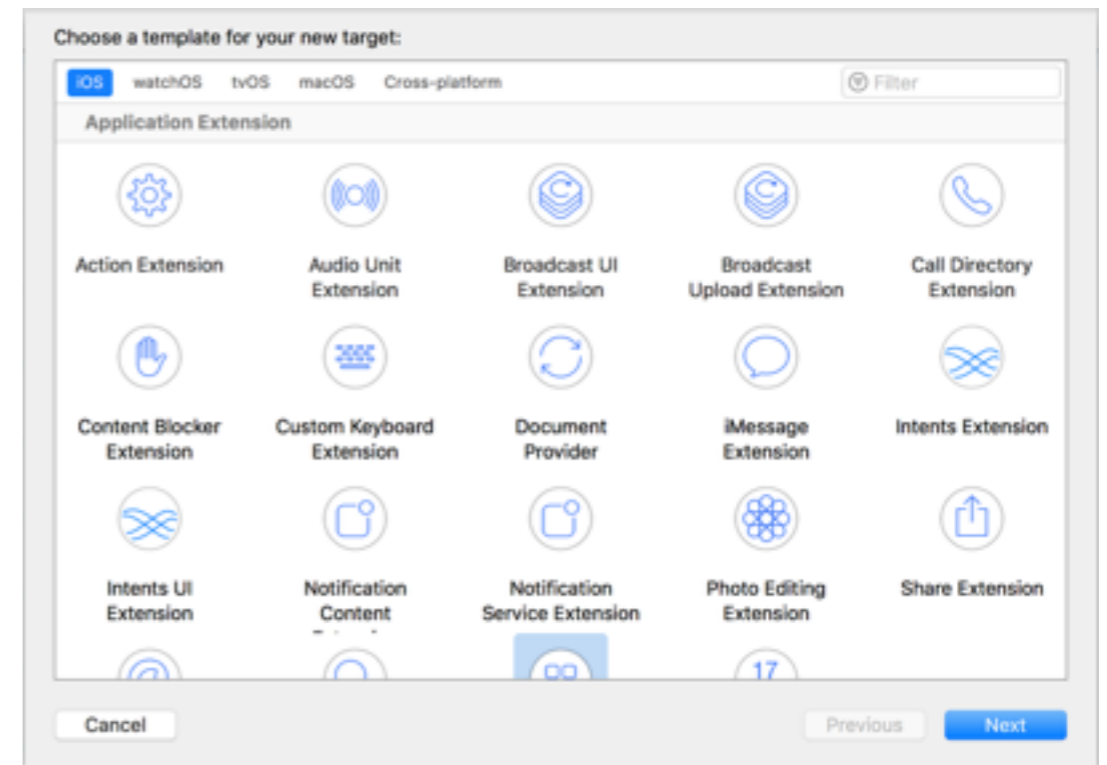 Choose a template for your new target:
iOS watchOS tvOS macOS Cross-platform Filter
Application Extension
Action Extension Audio Unit Broadcast UI Broadcast Call Directory
Extension Extension Upload Extension Extension
Content Blocker Custom Keyboard Document iMessage Intents Extension
Extension Extension Provider Extension
Intents UI Notification Notification Photo Editing Share Extension
Extension Content Service Extension Extension
17
Cancel Previous Next